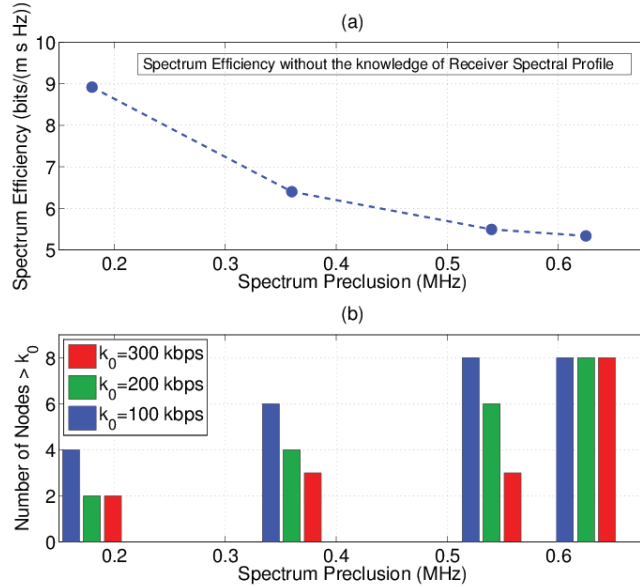 (a)
Spectrum Efficiency (bits/(m s Hz))
10
9
8
7
6
5
Spectrum Efficiency without the knowledge of Receiver Spectral Profile
0.2 0.3 0.4 0.5 0.6
Spectrum Preclusion (MHz)
(b)
Number of Nodes > k0
8
6
4
2
0
k0=300 kbps
k0=200 kbps
k0=100 kbps
0.2 0.3 0.4 0.5 0.6
Spectrum Preclusion (MHz)